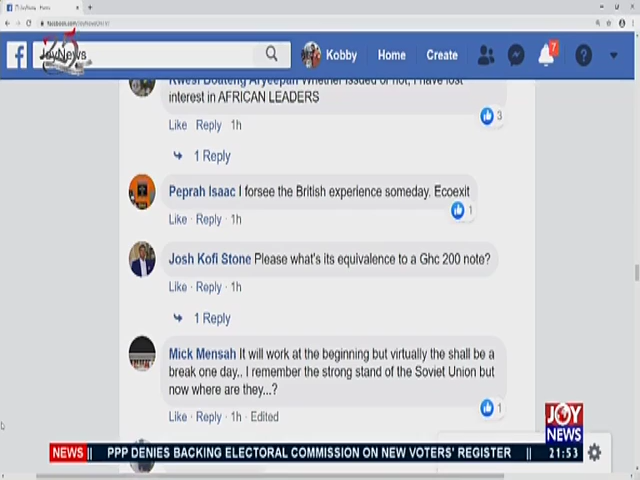 facebook.com/
JoyNews
Kobby
Home
Create
7
Kwesi Boateng Aryeepah Whether issued or not, I have lost
interest in AFRICAN LEADERS
3
Like Reply 1h
1 Reply
Peprah Isaac I forsee the British experience someday. Ecoexit
1
Like · Reply · 1h
Josh Kofi Stone Please what's its equivalence to a Ghc 200 note?
Like · Reply · 1h
1 Reply
Mick Mensah It will work at the beginning but virtually the shall be a
break one day.. I remember the strong stand of the Soviet Union but
now where are they...?
1
Like · Reply · 1h · Edited
JOY
NEWS
NEWS || PPP DENIES BACKING ELECTORAL COMMISSION ON NEW VOTERS' REGISTER || 21:53